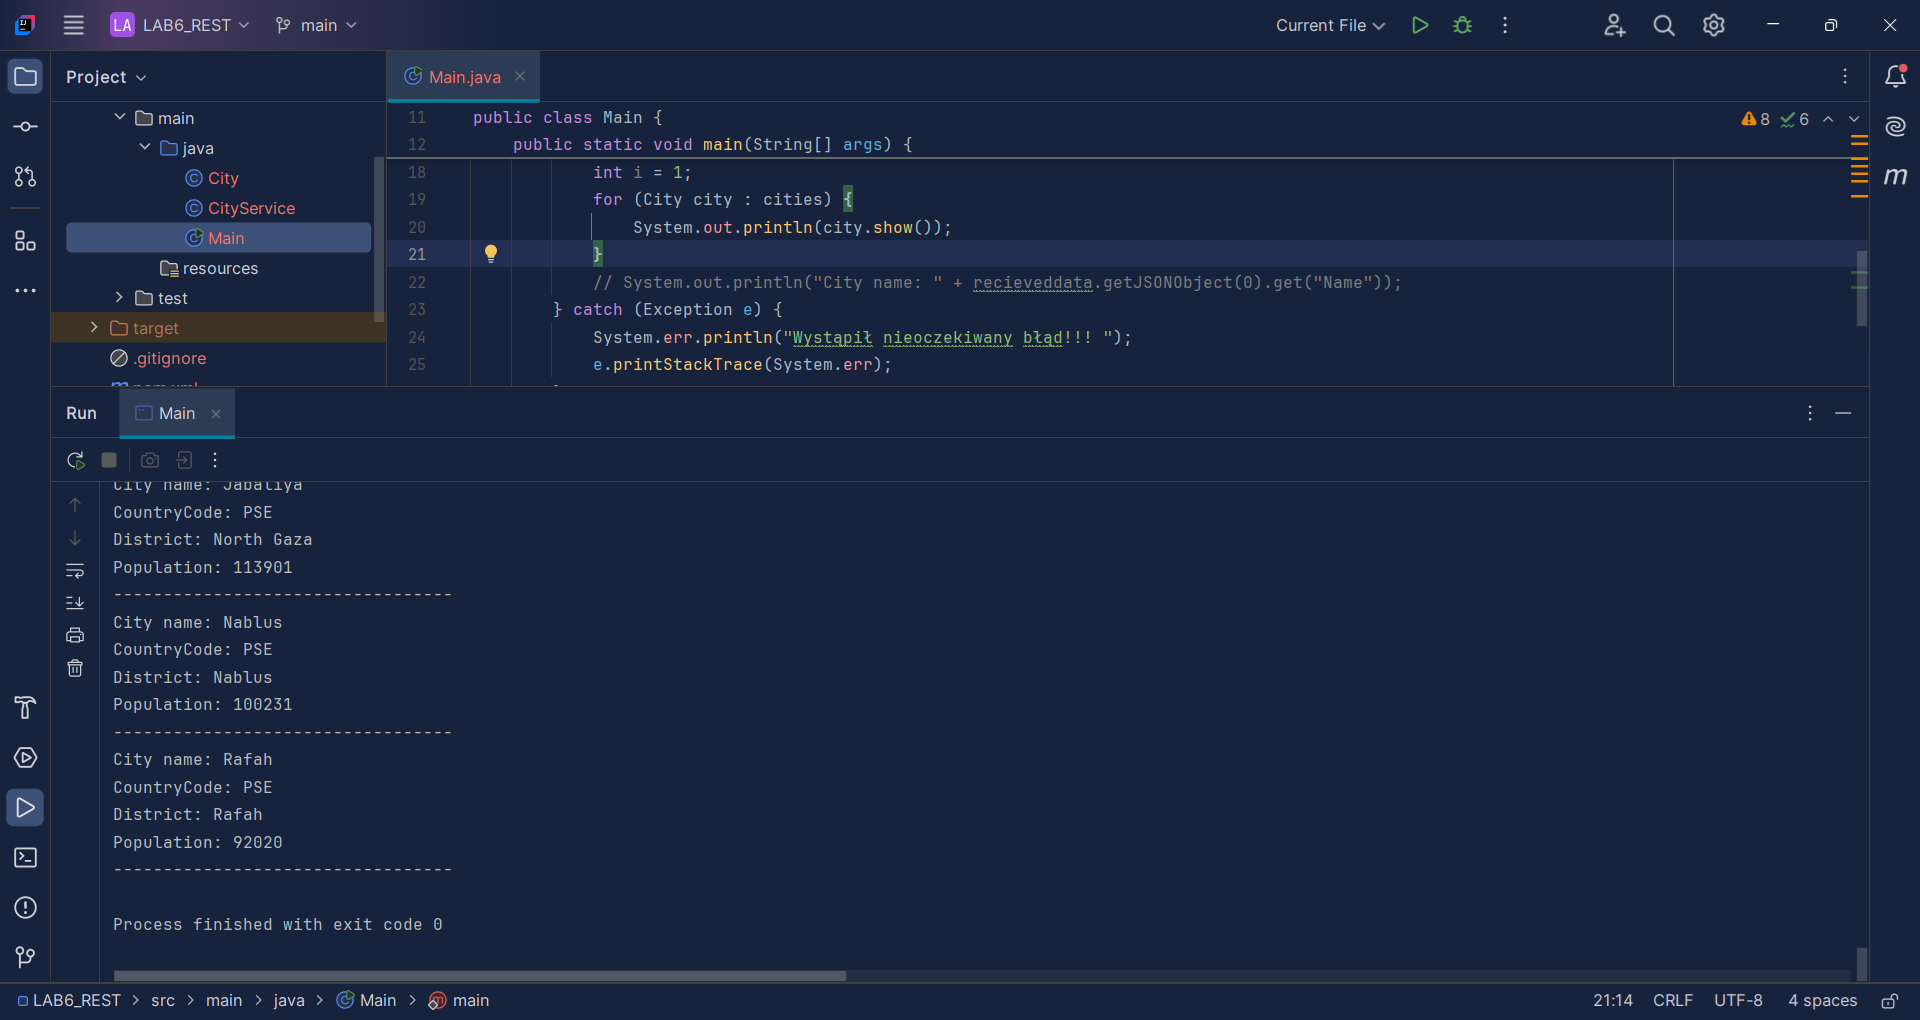 LA LAB6_REST main Current File
Project
Main.java
main
java
City
CityService
Main
resources
test
target
.gitignore
pom.xml
8 6
11 public class Main {
12 public static void main(String[] args) {
18 int i = 1;
19 for (City city : cities) {
20 System.out.println(city.show());
21 }
22 // System.out.println("City name: " + recieveddata.getJSONObject(0).get("Name"));
23 } catch (Exception e) {
24 System.err.println("Wystąpił nieoczekiwany błąd!!! ");
25 e.printStackTrace(System.err);
Run Main
City name: Jabaliya
CountryCode: PSE
District: North Gaza
Population: 113901
----------------------------------
City name: Nablus
CountryCode: PSE
District: Nablus
Population: 100231
----------------------------------
City name: Rafah
CountryCode: PSE
District: Rafah
Population: 92020
----------------------------------
Process finished with exit code 0
LAB6_REST > src > main > java > Main > main 21:14 CRLF UTF-8 4 spaces